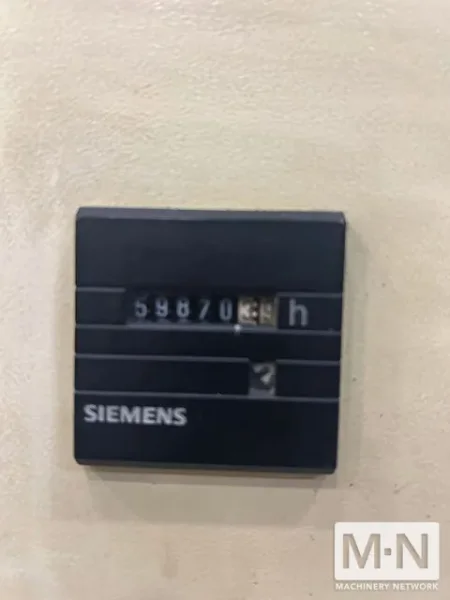 59870 h
SIEMENS
M·N
MACHINERY NETWORK